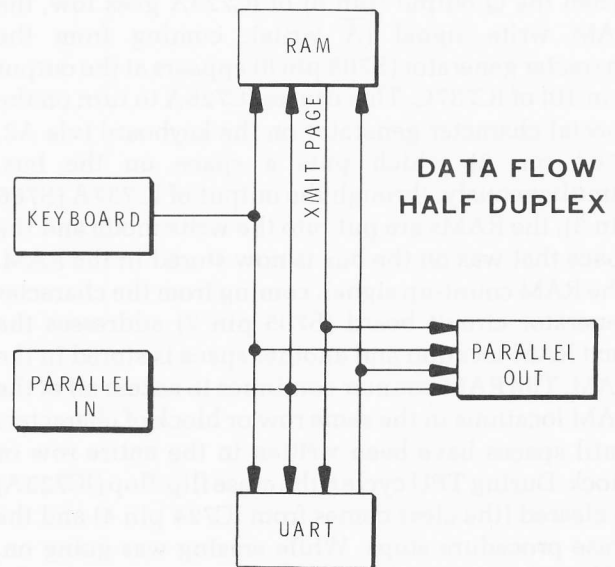 RAM
XMIT PAGE
DATA FLOW
HALF DUPLEX
KEYBOARD
PARALLEL
OUT
PARALLEL
IN
UART